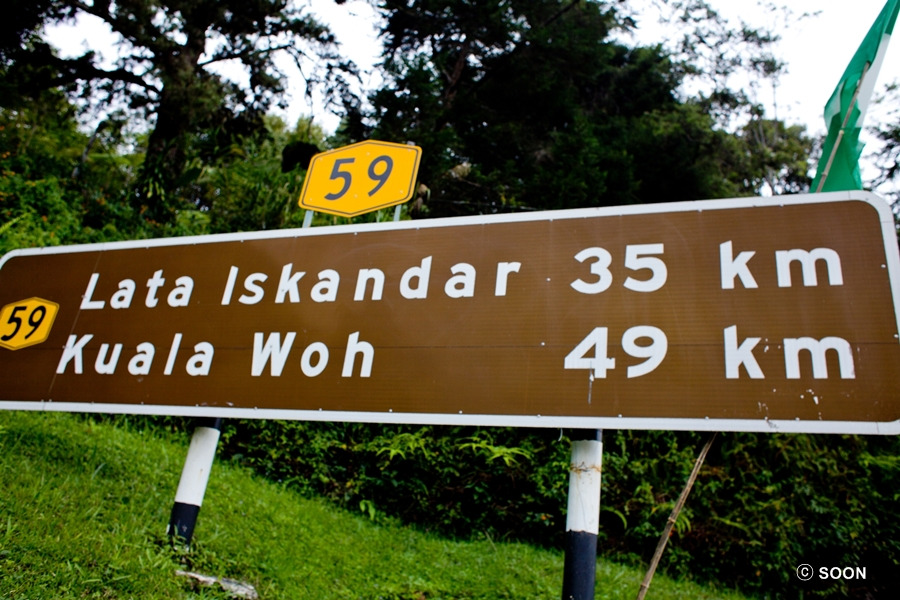 59
Lata Iskandar 35 km
59
Kuala Woh 49 km
© SOON